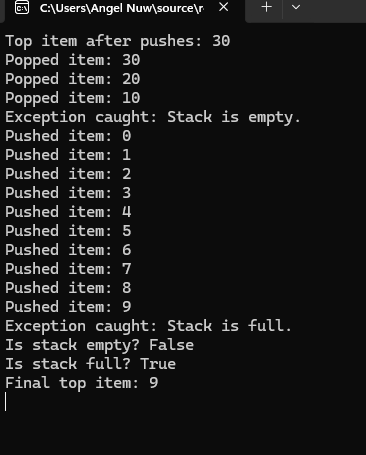 C:\Users\Angel Nuw\source\r
Top item after pushes: 30
Popped item: 30
Popped item: 20
Popped item: 10
Exception caught: Stack is empty.
Pushed item: 0
Pushed item: 1
Pushed item: 2
Pushed item: 3
Pushed item: 4
Pushed item: 5
Pushed item: 6
Pushed item: 7
Pushed item: 8
Pushed item: 9
Exception caught: Stack is full.
Is stack empty? False
Is stack full? True
Final top item: 9